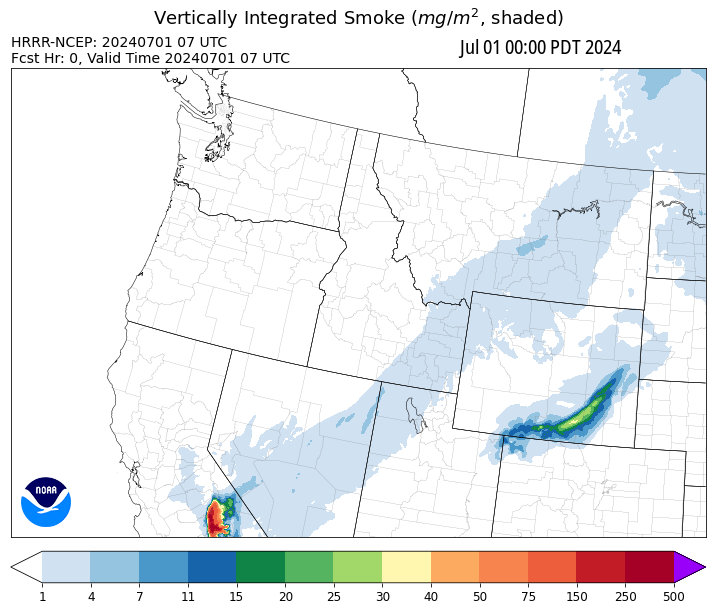 Vertically Integrated Smoke (mg/m², shaded)
HRRR-NCEP: 20240701 07 UTC
Jul 01 00:00 PDT 2024
Fcst Hr: 0, Valid Time 20240701 07 UTC
NOAA
1 4 7 11 15 20 25 30 40 50 75 150 250 500